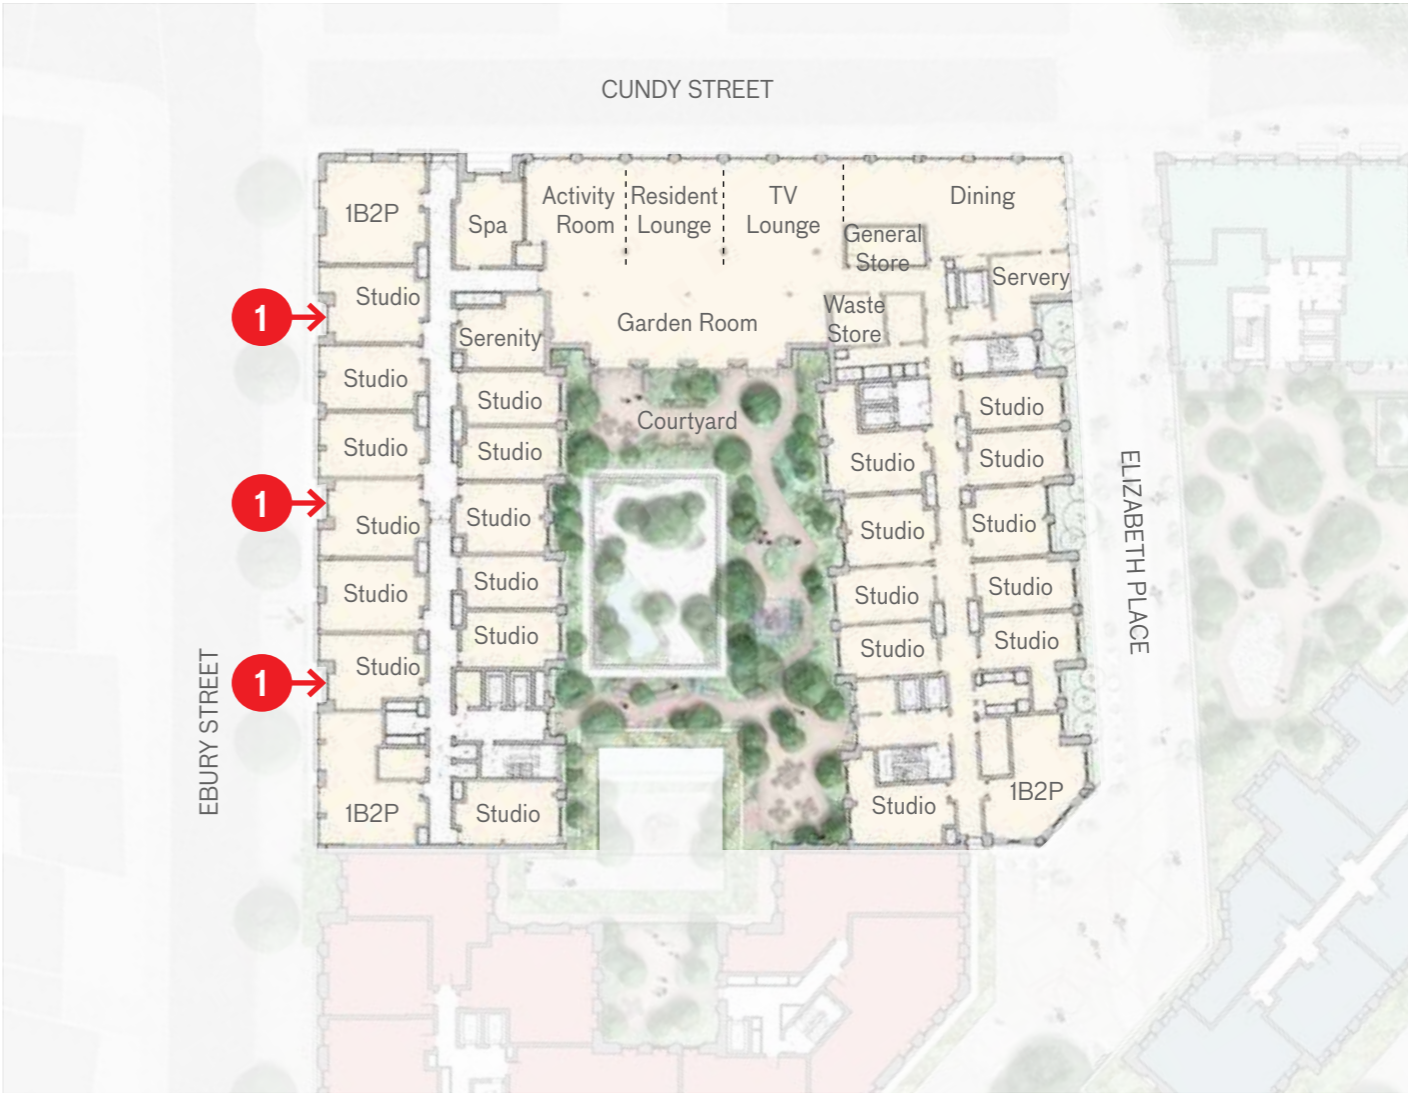 CUNDY STREET
1B2P
Spa
Activity
Room
Resident
Lounge
TV
Lounge
Dining
General
Store
Servery
Studio
1
Serenity
Garden Room
Waste
Store
Studio
Studio
Courtyard
Studio
Studio
Studio
Studio
Studio
1
Studio
Studio
Studio
Studio
Studio
Studio
Studio
Studio
Studio
Studio
Studio
Studio
Studio
1
1B2P
Studio
Studio
1B2P
EBURY STREET
ELIZABETH PLACE